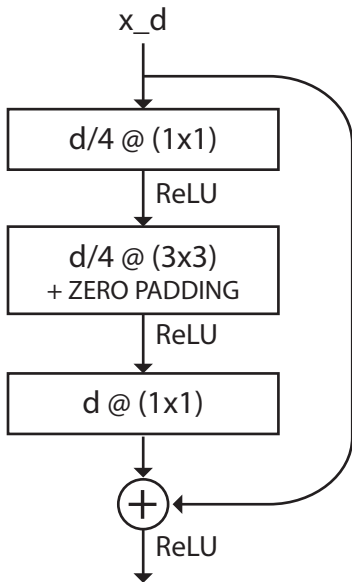 x_d
d/4 @ (1x1)
ReLU
d/4 @ (3x3)
+ ZERO PADDING
ReLU
d @ (1x1)
+
ReLU